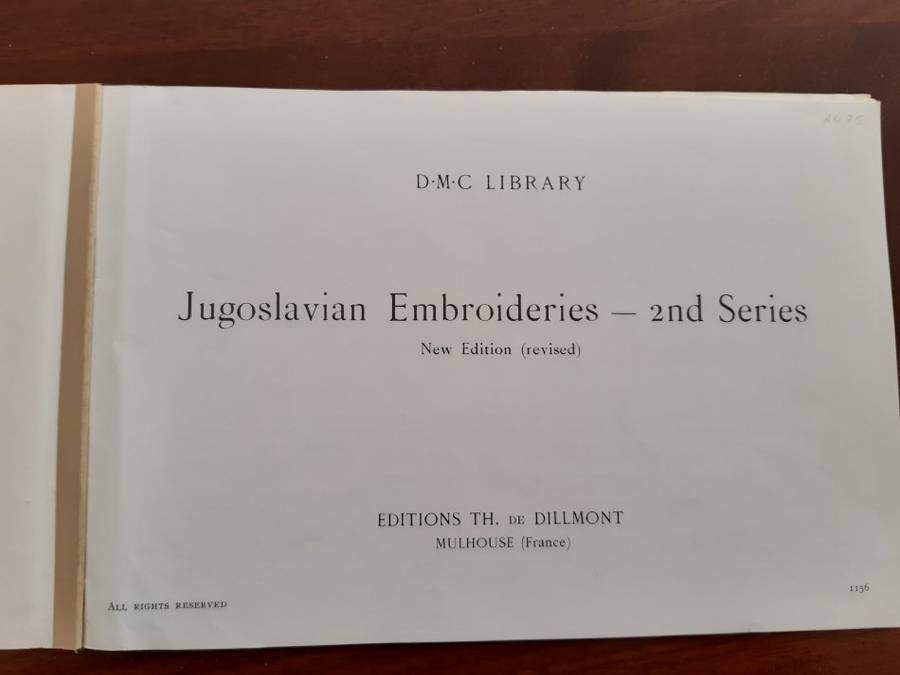 D·M·C LIBRARY
Jugoslavian Embroideries — 2nd Series
New Edition (revised)
EDITIONS TH. DE DILLMONT
MULHOUSE (France)
1156
ALL RIGHTS RESERVED